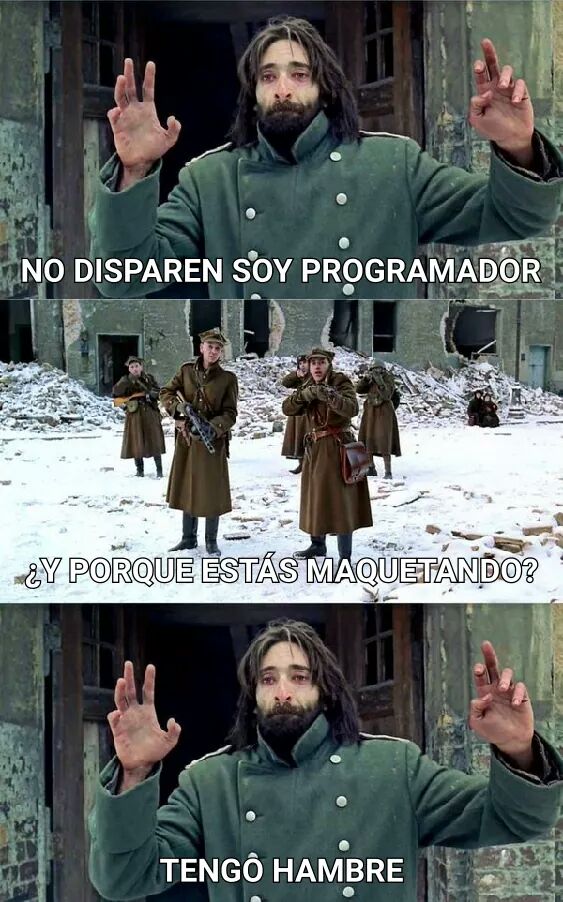 NO DISPAREN SOY PROGRAMADOR
¿Y PORQUE ESTÁS MAQUETANDO?
TENGO HAMBRE